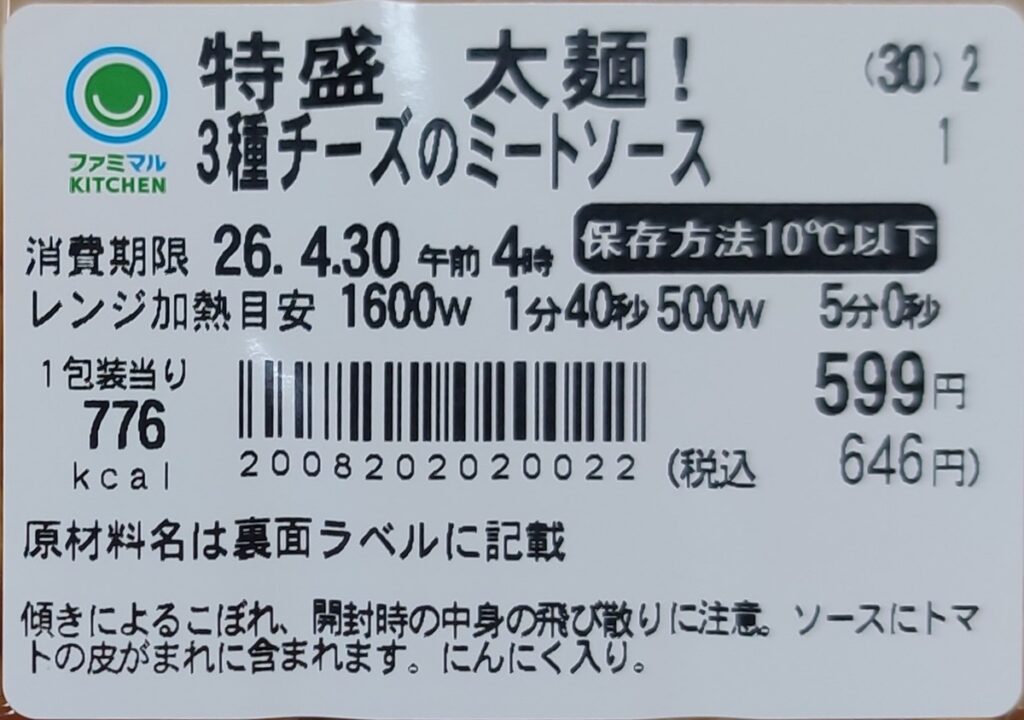 特盛 太麺! (30) 2
3種チーズのミートソース 1
ファミマル
KITCHEN
消費期限 26. 4.30 午前 4時 保存方法10℃以下
レンジ加熱目安 1600w 1分40秒 500w 5分0秒
1包装当り
776
kcal
2008202020022
599円
(税込 646円)
原材料名は裏面ラベルに記載
傾きによるこぼれ、開封時の中身の飛び散りに注意。ソースにトマ
トの皮がまれに含まれます。にんにく入り。